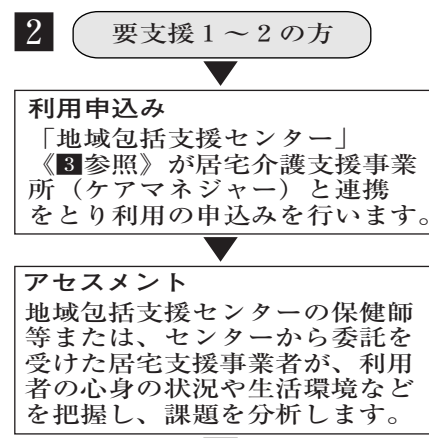 2 要支援1~2の方
利用申込み
「地域包括支援センター」
《3参照》が居宅介護支援事業
所(ケアマネジャー)と連携
をとり利用の申込みを行います。
アセスメント
地域包括支援センターの保健師
等または、センターから委託を
受けた居宅支援事業者が、利用
者の心身の状況や生活環境など
を把握し、課題を分析します。